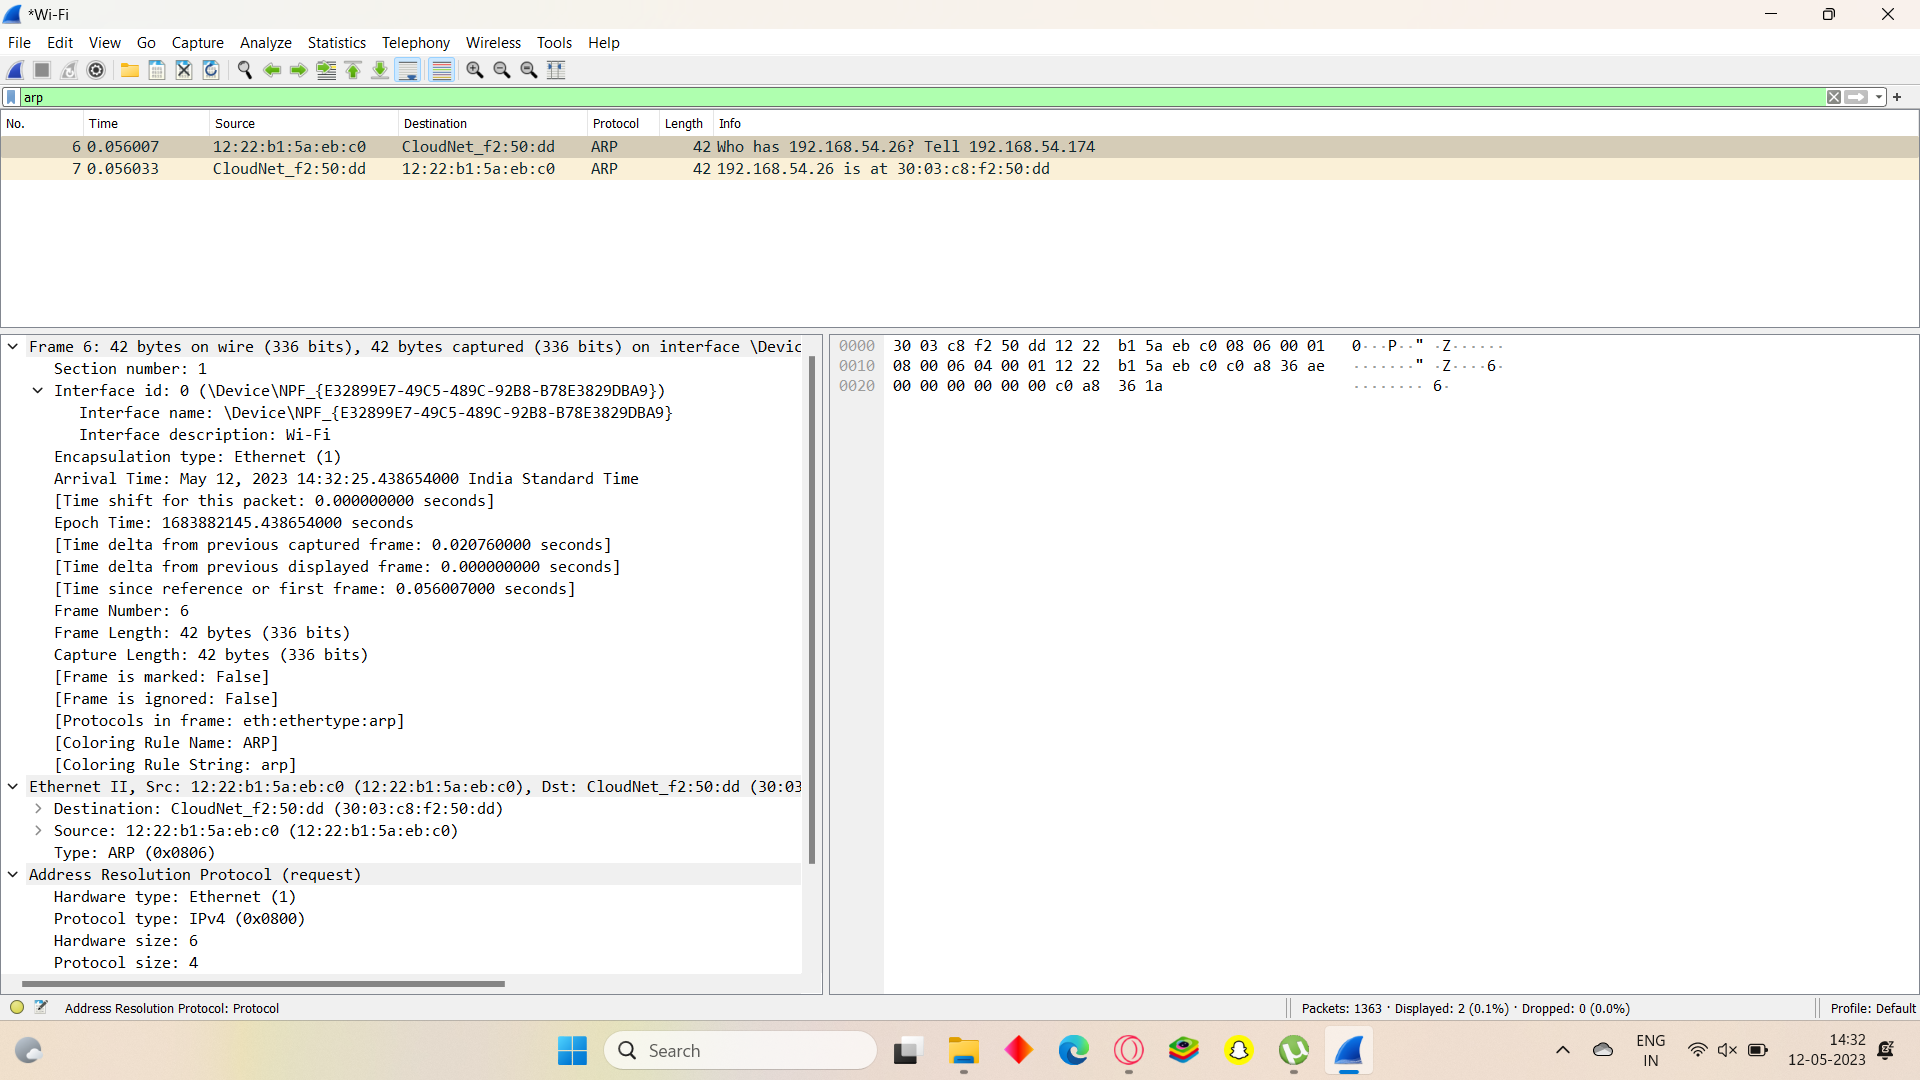 *Wi-Fi
File Edit View Go Capture Analyze Statistics Telephony Wireless Tools Help
arp
No. Time Source Destination Protocol Length Info
6 0.056007 12:22:b1:5a:eb:c0 CloudNet_f2:50:dd ARP 42 Who has 192.168.54.26? Tell 192.168.54.174
7 0.056033 CloudNet_f2:50:dd 12:22:b1:5a:eb:c0 ARP 42 192.168.54.26 is at 30:03:c8:f2:50:dd
Frame 6: 42 bytes on wire (336 bits), 42 bytes captured (336 bits) on interface \Devic
Section number: 1
Interface id: 0 (\Device\NPF_{E32899E7-49C5-489C-92B8-B78E3829DBA9})
Interface name: \Device\NPF_{E32899E7-49C5-489C-92B8-B78E3829DBA9}
Interface description: Wi-Fi
Encapsulation type: Ethernet (1)
Arrival Time: May 12, 2023 14:32:25.438654000 India Standard Time
[Time shift for this packet: 0.000000000 seconds]
Epoch Time: 1683882145.438654000 seconds
[Time delta from previous captured frame: 0.020760000 seconds]
[Time delta from previous displayed frame: 0.000000000 seconds]
[Time since reference or first frame: 0.056007000 seconds]
Frame Number: 6
Frame Length: 42 bytes (336 bits)
Capture Length: 42 bytes (336 bits)
[Frame is marked: False]
[Frame is ignored: False]
[Protocols in frame: eth:ethertype:arp]
[Coloring Rule Name: ARP]
[Coloring Rule String: arp]
Ethernet II, Src: 12:22:b1:5a:eb:c0 (12:22:b1:5a:eb:c0), Dst: CloudNet_f2:50:dd (30:03
Destination: CloudNet_f2:50:dd (30:03:c8:f2:50:dd)
Source: 12:22:b1:5a:eb:c0 (12:22:b1:5a:eb:c0)
Type: ARP (0x0806)
Address Resolution Protocol (request)
Hardware type: Ethernet (1)
Protocol type: IPv4 (0x0800)
Hardware size: 6
Protocol size: 4
0000 30 03 c8 f2 50 dd 12 22 b1 5a eb c0 08 06 00 01 0···P··" ·Z······
0010 08 00 06 04 00 01 12 22 b1 5a eb c0 c0 a8 36 ae ·······" ·Z····6·
0020 00 00 00 00 00 00 c0 a8 36 1a ········ 6·
Address Resolution Protocol: Protocol
Packets: 1363 · Displayed: 2 (0.1%) · Dropped: 0 (0.0%)
Profile: Default
Search
ENG
IN
14:32
12-05-2023